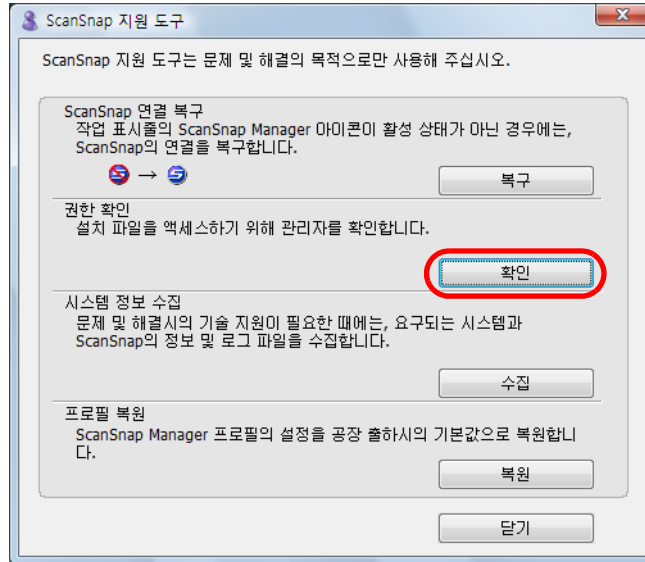 ScanSnap 지원 도구
ScanSnap 지원 도구는 문제 및 해결의 목적으로만 사용해 주십시오.
ScanSnap 연결 복구
작업 표시줄의 ScanSnap Manager 아이콘이 활성 상태가 아닌 경우에는,
ScanSnap의 연결을 복구합니다.
→
복구
권한 확인
설치 파일을 액세스하기 위해 관리자를 확인합니다.
확인
시스템 정보 수집
문제 및 해결시의 기술 지원이 필요한 때에는, 요구되는 시스템과
ScanSnap의 정보 및 로그 파일을 수집합니다.
수집
프로필 복원
ScanSnap Manager 프로필의 설정을 공장 출하시의 기본값으로 복원합니
다.
복원
닫기